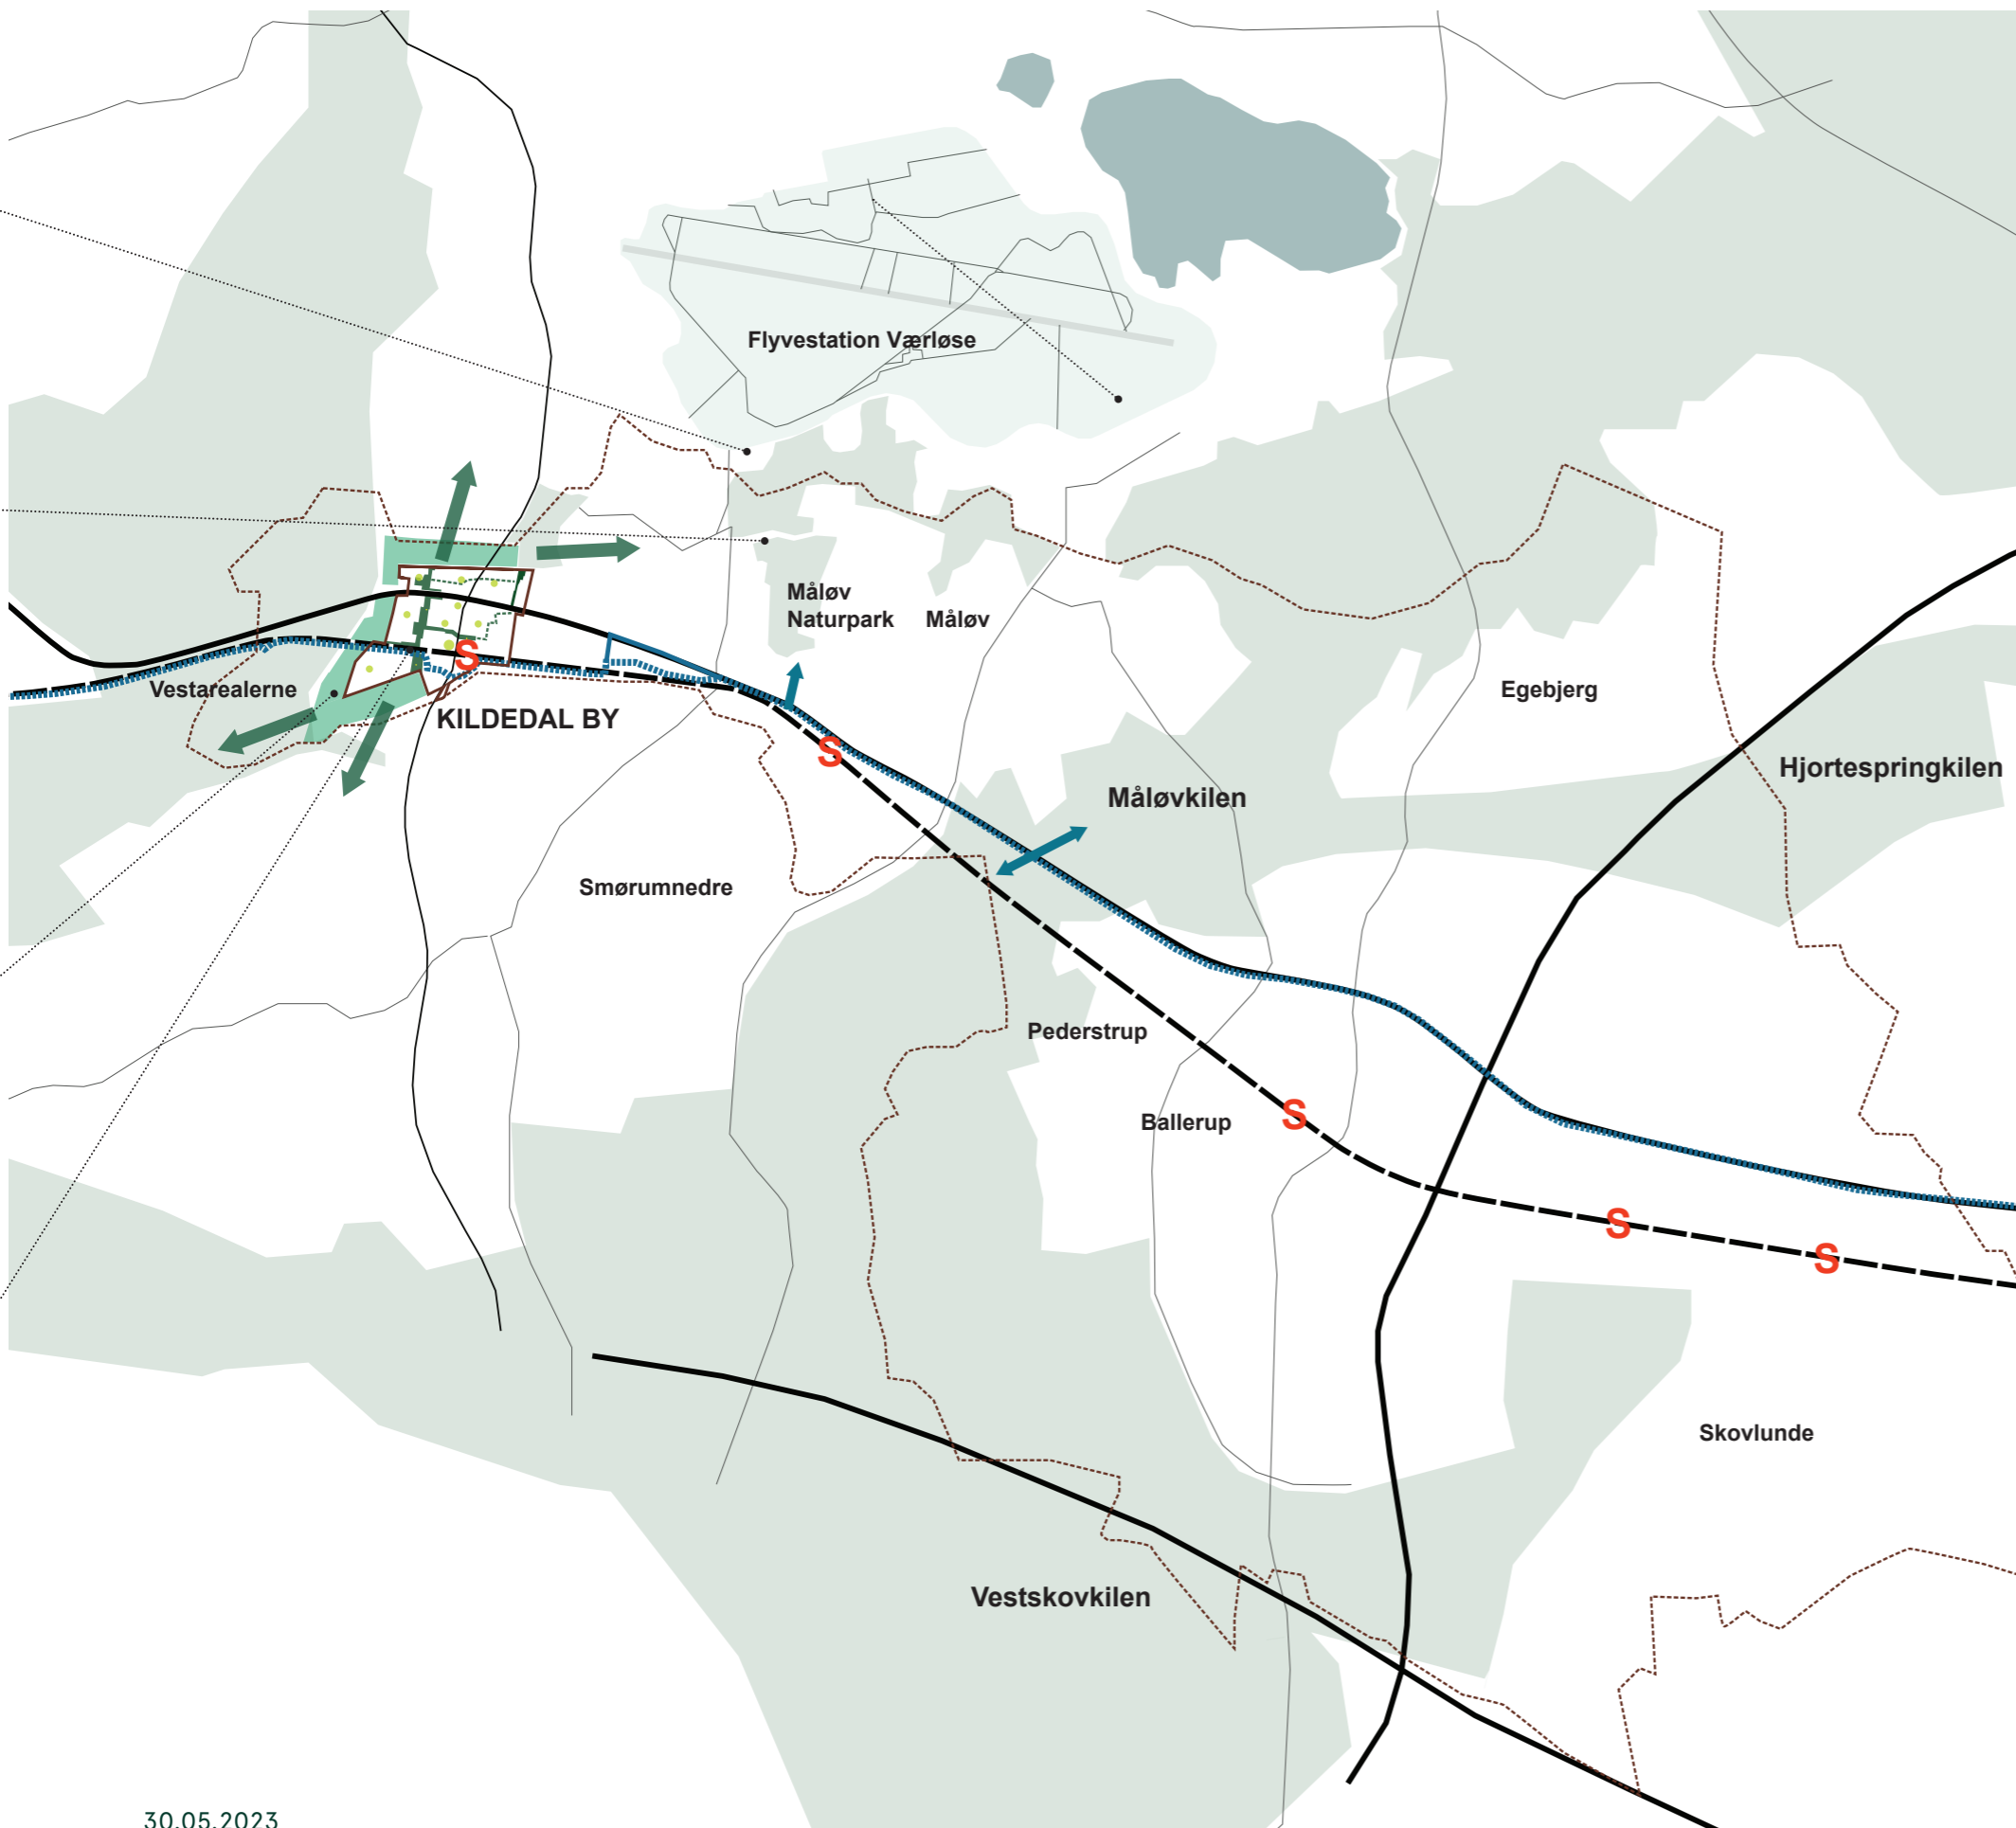 Flyvestation Værløse
Måløv
Naturpark
Måløv
Vestarealerne
S
KILDEDAL BY
Egebjerg
S
Hjortespringkilen
Måløvkilen
Smørumnedre
Pederstrup
S
Ballerup
S
S
Skovlunde
Vestskovkilen
30.05.2023